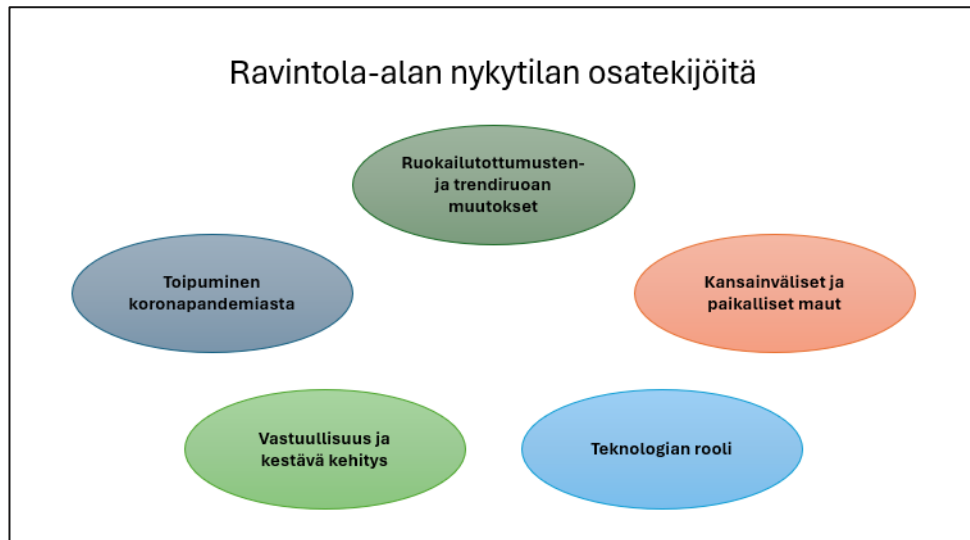 Ravintola-alan nykytilan osatekijöitä
Ruokailutottumusten-
ja trendiruoan
muutokset
Toipuminen
koronapandemiasta
Kansainväliset ja
paikalliset maut
Vastuullisuus ja
kestävä kehitys
Teknologian rooli